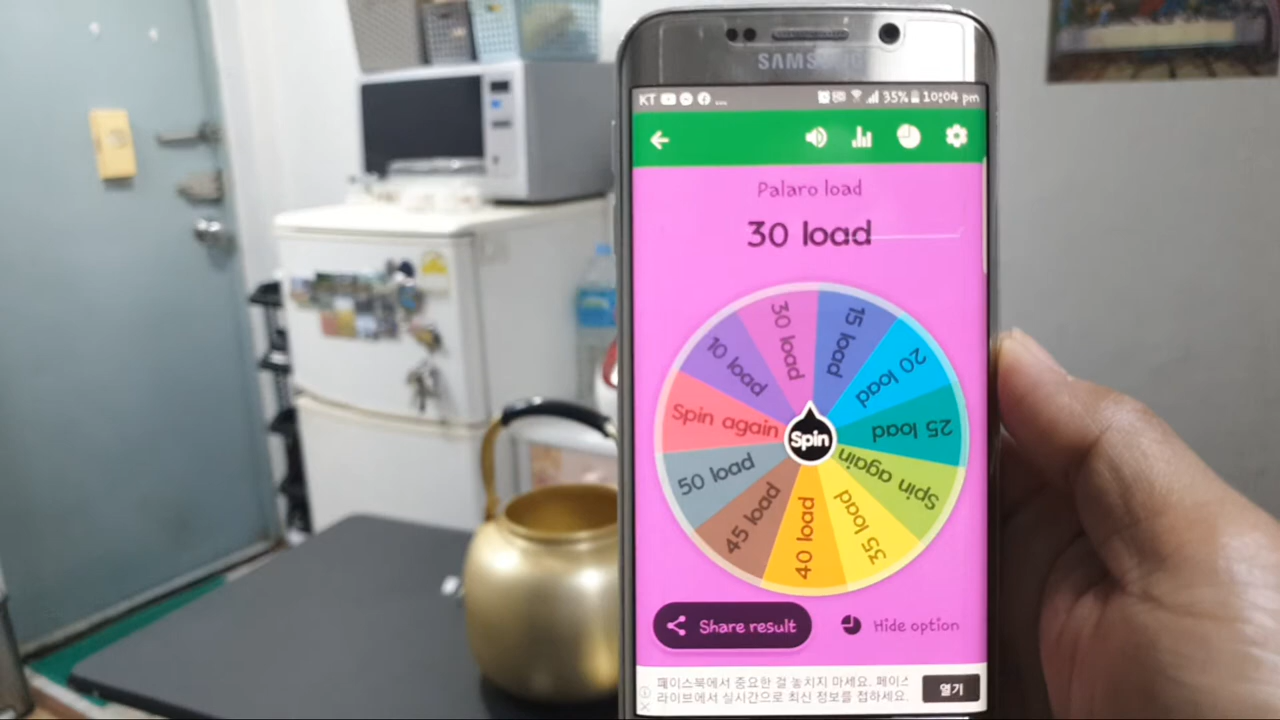 SAMSUNG
KT ... 35% 10:04 pm
Palaro load
30 load
30 load
15 load
20 load
25 load
Spin again
35 load
40 load
45 load
50 load
Spin again
10 load
Spin
Share result
Hide option
페이스북에서 중요한 걸 놓치지 마세요. 페이스
라이브에서 실시간으로 최신 정보를 접하세요.
열기